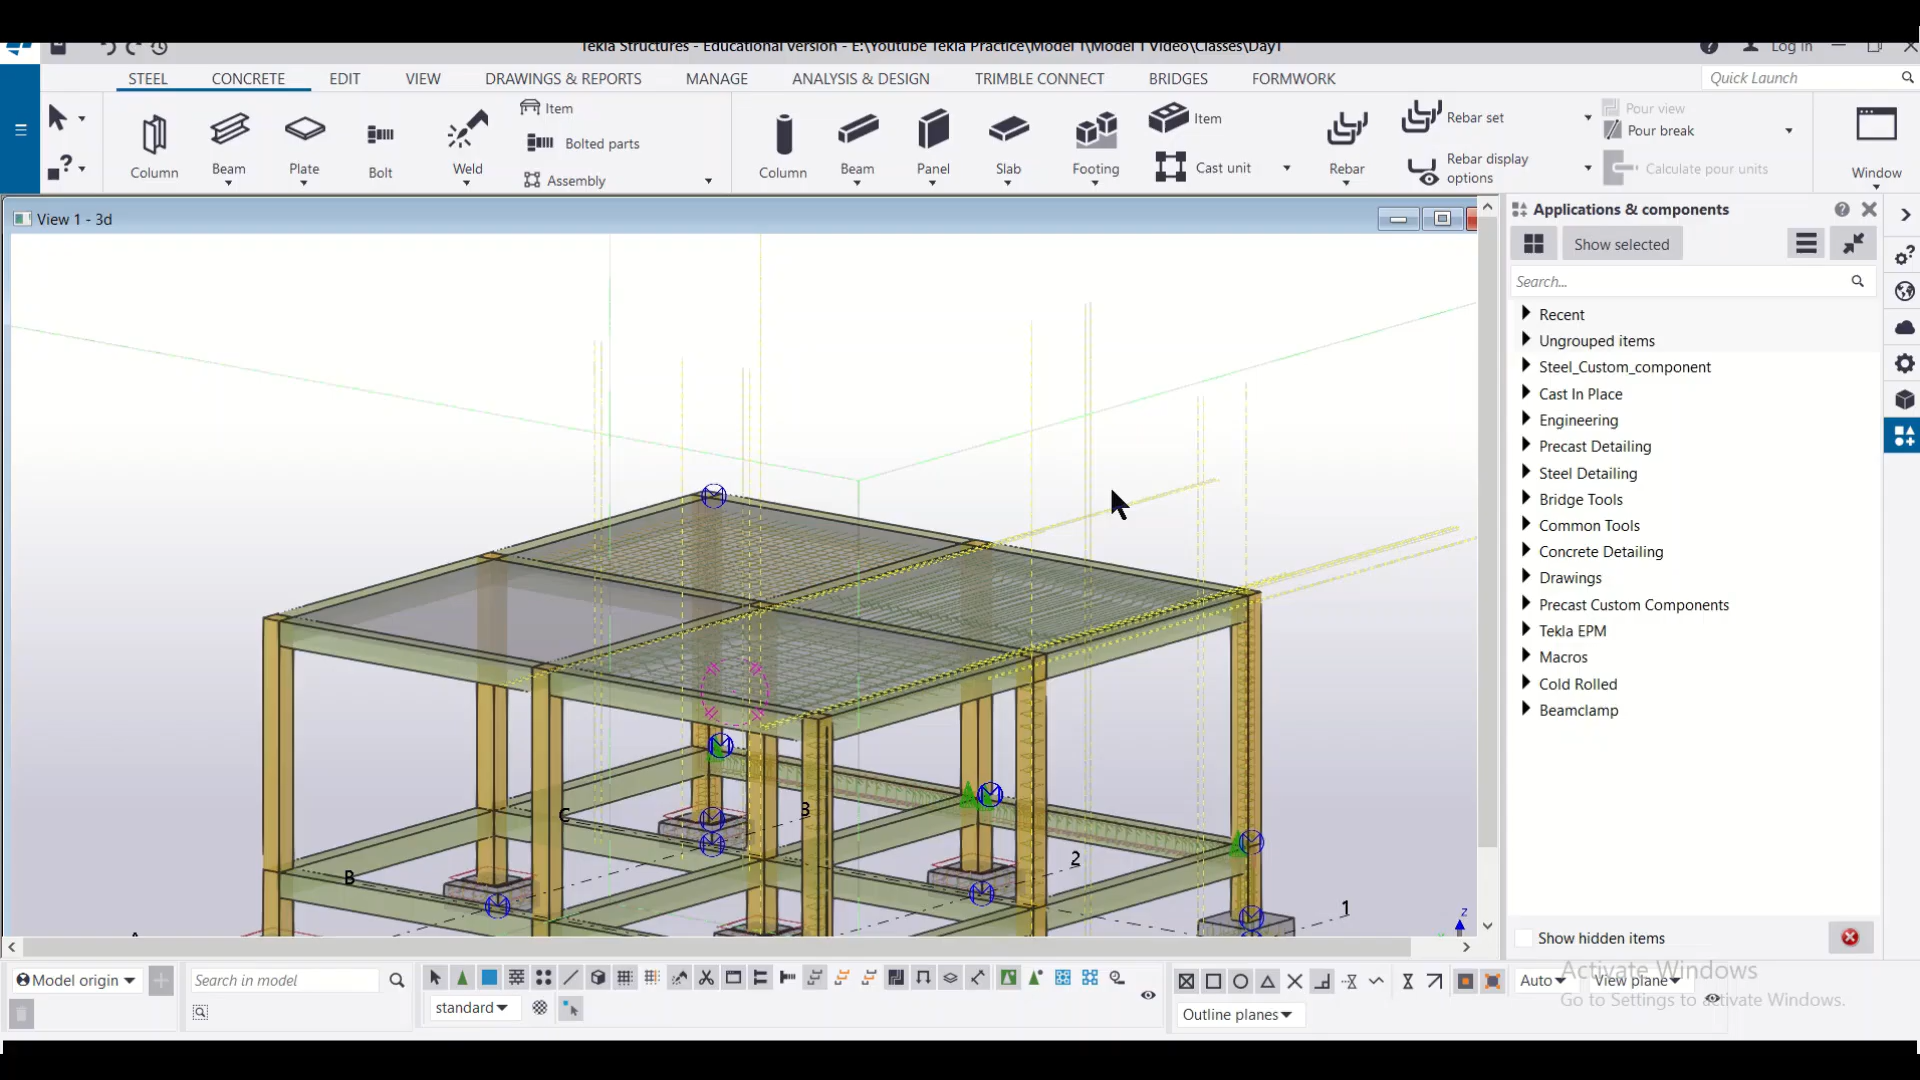 Tekla Structures - Educational Version - E:\Youtube Tekla Practice\Model 1\Model 1 Video\Classes\Day1
Log in
STEEL CONCRETE EDIT VIEW DRAWINGS & REPORTS MANAGE ANALYSIS & DESIGN TRIMBLE CONNECT BRIDGES FORMWORK
Quick Launch
Column
Beam
Plate
Bolt
Weld
Item
Bolted parts
Assembly
Column
Beam
Panel
Slab
Footing
Item
Cast unit
Rebar
Rebar set
Rebar display
options
Pour view
Pour break
Calculate pour units
Window
View 1 - 3d
Applications & components
Show selected
Search...
Recent
Ungrouped items
Steel_Custom_component
Cast In Place
Engineering
Precast Detailing
Steel Detailing
Bridge Tools
Common Tools
Concrete Detailing
Drawings
Precast Custom Components
Tekla EPM
Macros
Cold Rolled
Beamclamp
C
3
B
2
1
z
Show hidden items
Model origin
Search in model
standard
Auto
View plane
Outline planes
Activate Windows
Go to Settings to activate Windows.